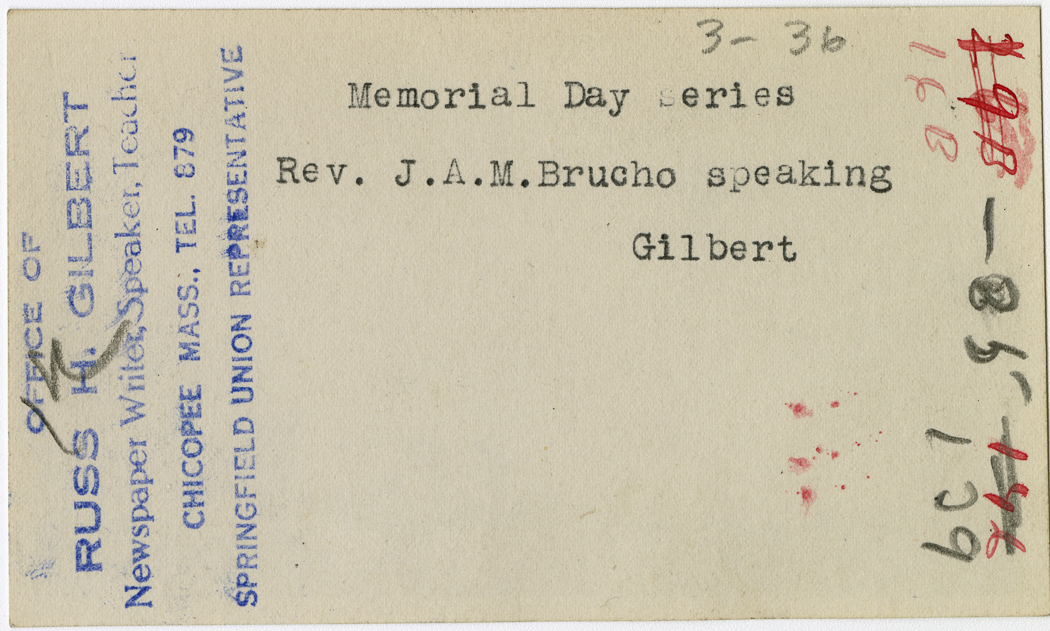 3-36
Memorial Day series
Rev. J.A.M.Brucho speaking
Gilbert
OFFICE OF
RUSS H. GILBERT
Newspaper Writer, Speaker, Teacher
CHICOPEE MASS., TEL. 879
SPRINGFIELD UNION REPRESENTATIVE